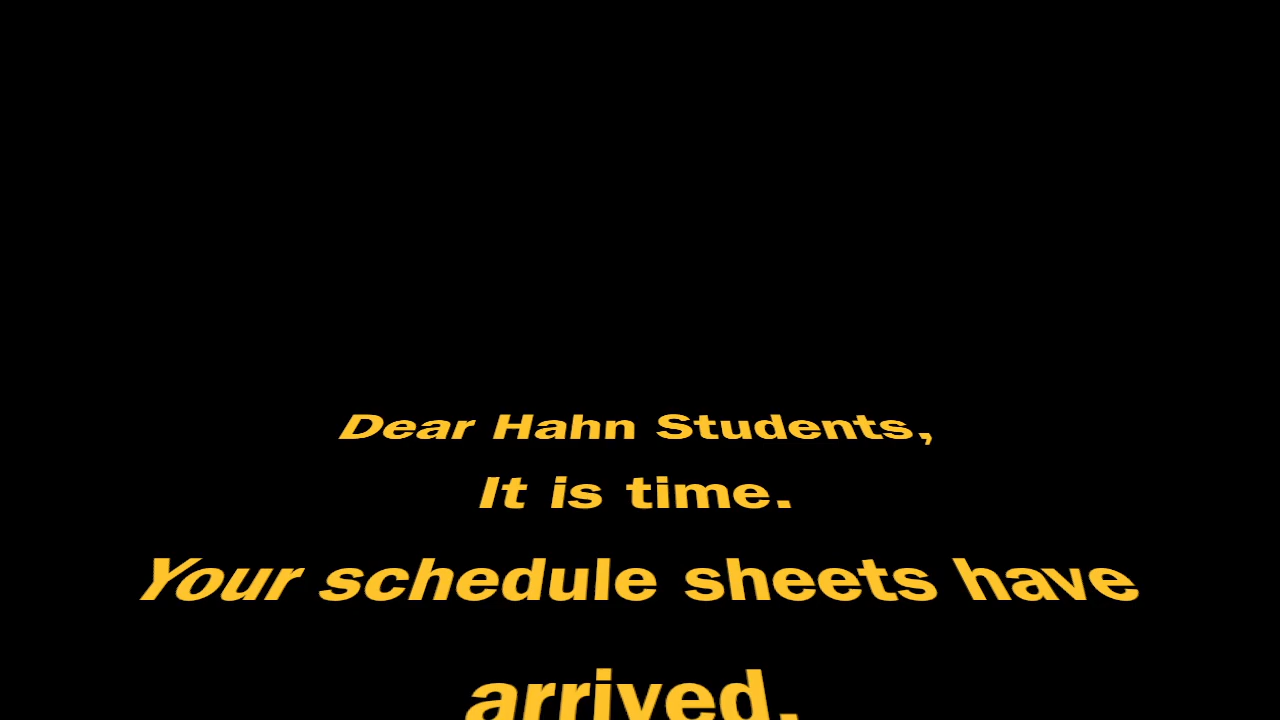 Dear Hahn Students,
It is time.
Your schedule sheets have
arrived.